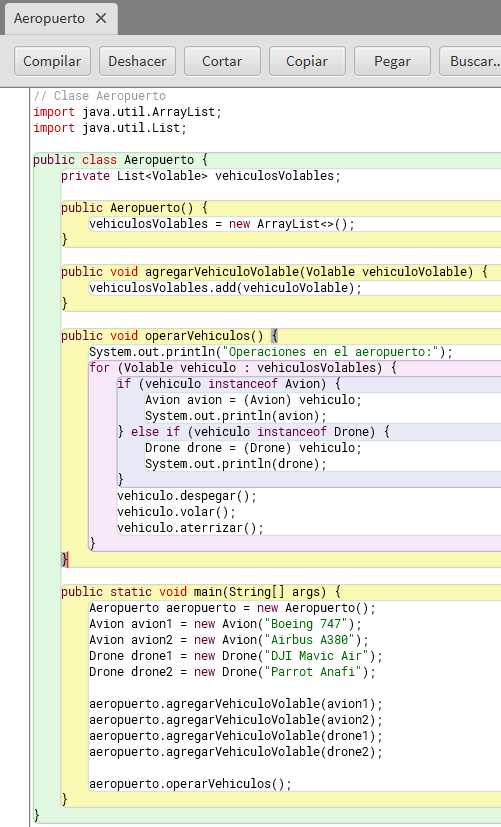 Aeropuerto ✕
Compilar Deshacer Cortar Copiar Pegar Buscar..
// Clase Aeropuerto
import java.util.ArrayList;
import java.util.List;

public class Aeropuerto {
    private List<Volable> vehiculosVolables;

    public Aeropuerto() {
        vehiculosVolables = new ArrayList<>();
    }

    public void agregarVehiculoVolable(Volable vehiculoVolable) {
        vehiculosVolables.add(vehiculoVolable);
    }

    public void operarVehiculos() {
        System.out.println("Operaciones en el aeropuerto:");
        for (Volable vehiculo : vehiculosVolables) {
            if (vehiculo instanceof Avion) {
                Avion avion = (Avion) vehiculo;
                System.out.println(avion);
            } else if (vehiculo instanceof Drone) {
                Drone drone = (Drone) vehiculo;
                System.out.println(drone);
            }
            vehiculo.despegar();
            vehiculo.volar();
            vehiculo.aterrizar();
        }
    }

    public static void main(String[] args) {
        Aeropuerto aeropuerto = new Aeropuerto();
        Avion avion1 = new Avion("Boeing 747");
        Avion avion2 = new Avion("Airbus A380");
        Drone drone1 = new Drone("DJI Mavic Air");
        Drone drone2 = new Drone("Parrot Anafi");

        aeropuerto.agregarVehiculoVolable(avion1);
        aeropuerto.agregarVehiculoVolable(avion2);
        aeropuerto.agregarVehiculoVolable(drone1);
        aeropuerto.agregarVehiculoVolable(drone2);

        aeropuerto.operarVehiculos();
    }
}